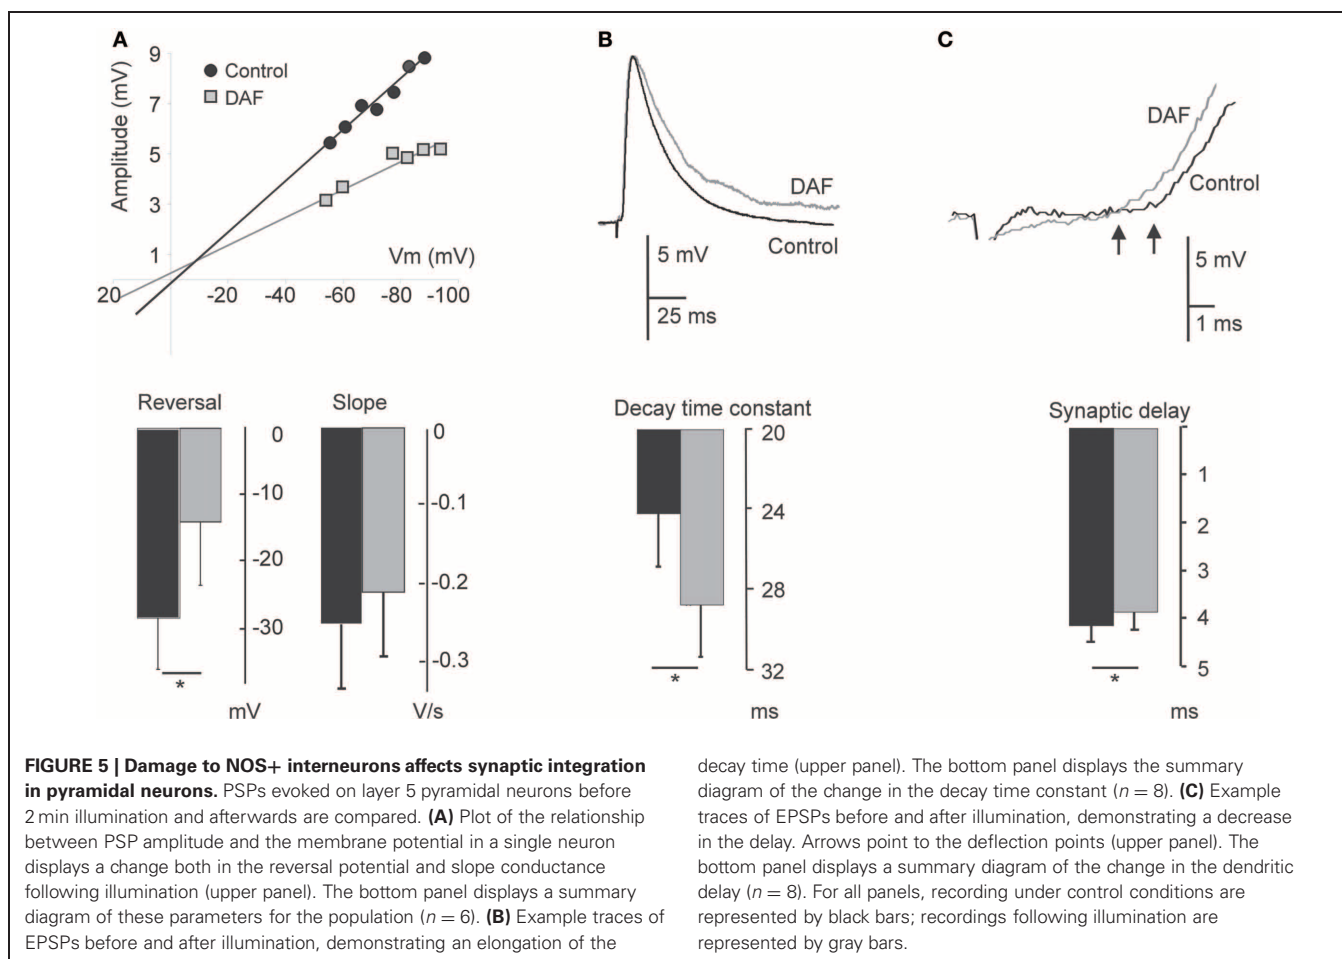 A
9
7
5
3
1
Amplitude (mV)
Control
DAF
Vm (mV)
20
-20
-40
-60
-80
-100
B
DAF
Control
5 mV
25 ms
C
DAF
Control
5 mV
1 ms
Reversal
0
-10
-20
-30
*
mV
Slope
0
-0.1
-0.2
-0.3
V/s
Decay time constant
20
24
28
32
*
ms
Synaptic delay
1
2
3
4
5
*
ms
FIGURE 5 | Damage to NOS+ interneurons affects synaptic integration
in pyramidal neurons. PSPs evoked on layer 5 pyramidal neurons before
2 min illumination and afterwards are compared. (A) Plot of the relationship
between PSP amplitude and the membrane potential in a single neuron
displays a change both in the reversal potential and slope conductance
following illumination (upper panel). The bottom panel displays a summary
diagram of these parameters for the population (n = 6). (B) Example traces of
EPSPs before and after illumination, demonstrating an elongation of the
decay time (upper panel). The bottom panel displays the summary
diagram of the change in the decay time constant (n = 8). (C) Example
traces of EPSPs before and after illumination, demonstrating a decrease
in the delay. Arrows point to the deflection points (upper panel). The
bottom panel displays a summary diagram of the change in the dendritic
delay (n = 8). For all panels, recording under control conditions are
represented by black bars; recordings following illumination are
represented by gray bars.